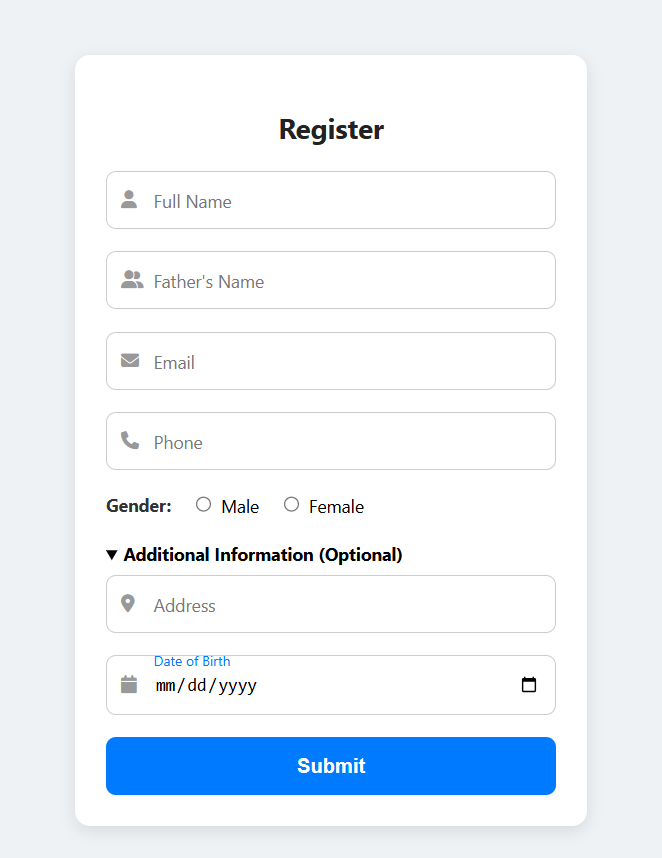 Register
Full Name
Father's Name
Email
Phone
Gender: Male Female
Additional Information (Optional)
Address
Date of Birth
mm/dd/yyyy
Submit